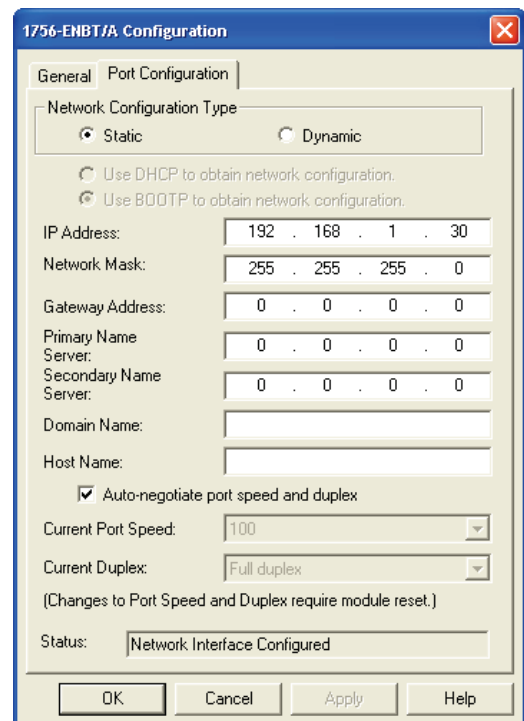 1756-ENBT/A Configuration
General Port Configuration
Network Configuration Type
Static Dynamic
Use DHCP to obtain network configuration.
Use BOOTP to obtain network configuration.
IP Address: 192 . 168 . 1 . 30
Network Mask: 255 . 255 . 255 . 0
Gateway Address: 0 . 0 . 0 . 0
Primary Name
Server: 0 . 0 . 0 . 0
Secondary Name
Server: 0 . 0 . 0 . 0
Domain Name:
Host Name:
Auto-negotiate port speed and duplex
Current Port Speed: 100
Current Duplex: Full duplex
(Changes to Port Speed and Duplex require module reset.)
Status: Network Interface Configured
OK Cancel Apply Help